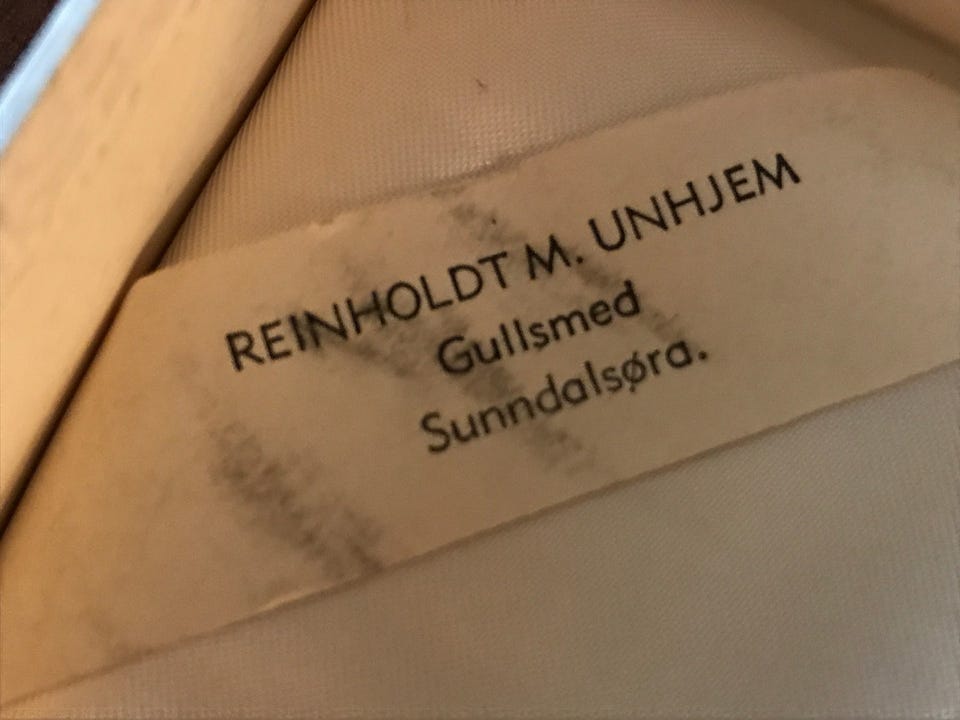 REINHOLDT M. UNHJEM
Gullsmed
Sunndalsøra.